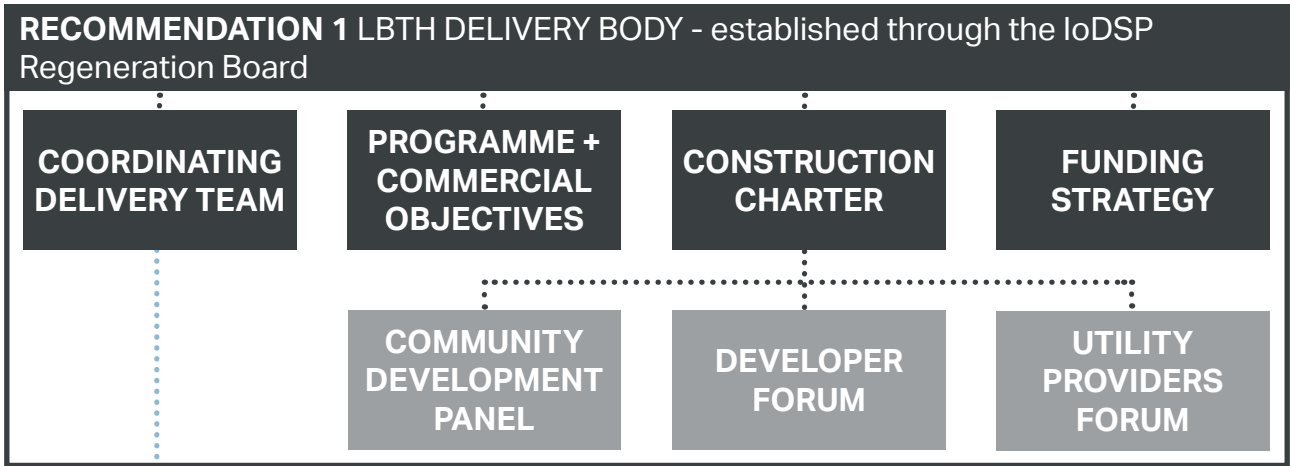 RECOMMENDATION 1 LBTH DELIVERY BODY - established through the IoDSP
Regeneration Board
COORDINATING
DELIVERY TEAM
PROGRAMME +
COMMERCIAL
OBJECTIVES
CONSTRUCTION
CHARTER
FUNDING
STRATEGY
COMMUNITY
DEVELOPMENT
PANEL
DEVELOPER
FORUM
UTILITY
PROVIDERS
FORUM